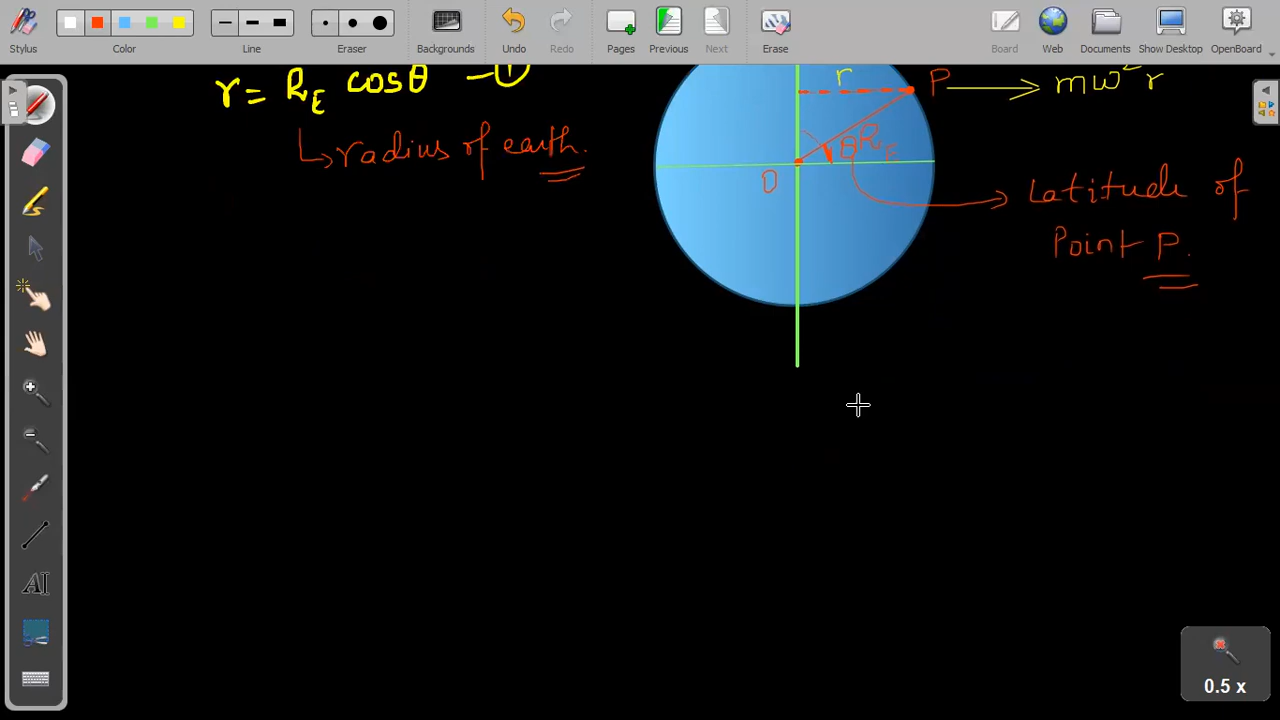 Stylus
Color
Line
Eraser
Backgrounds
Undo
Redo
Pages
Previous
Next
Erase
Board
Web
Documents
Show Desktop
OpenBoard
r = R_E cosθ —①
↳ radius of earth.
r
P → mω²r
θ R_E
O
→ Latitude of
Point P.
AI
0.5 x